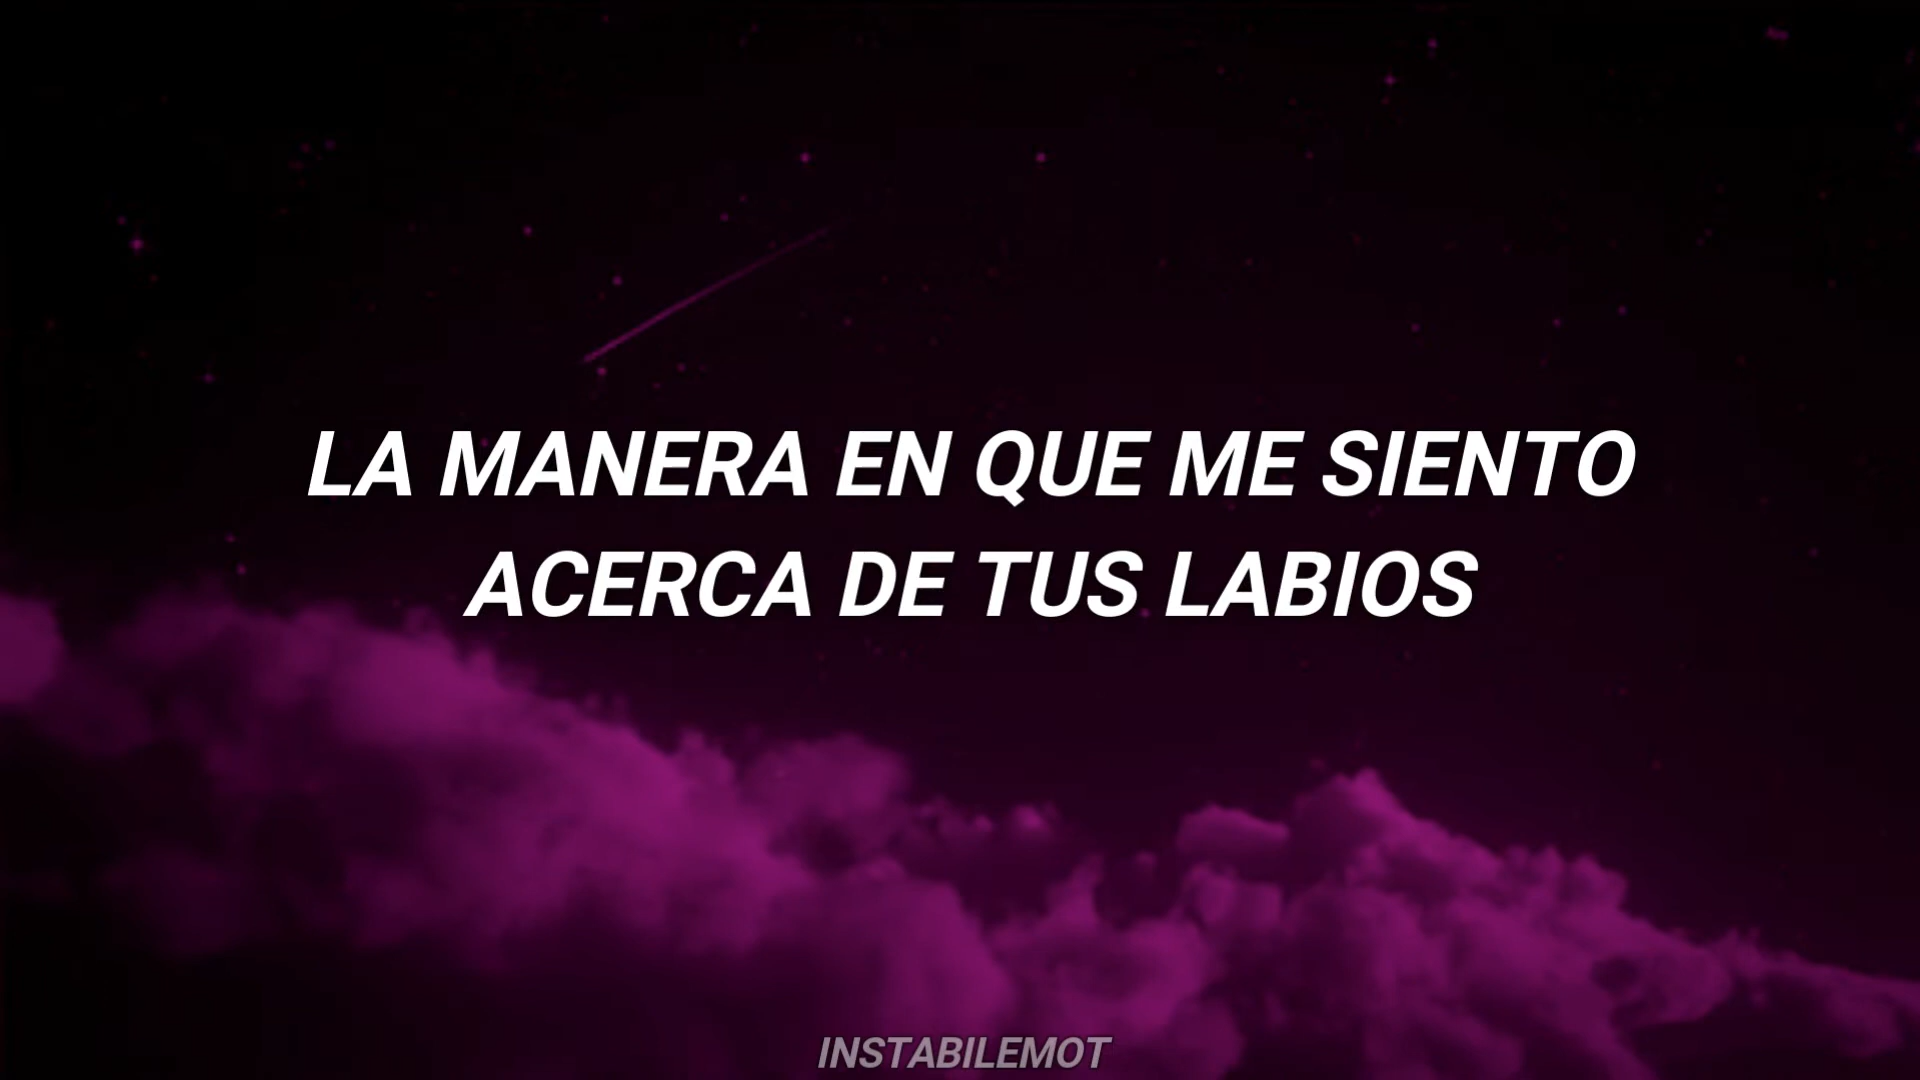 LA MANERA EN QUE ME SIENTO
ACERCA DE TUS LABIOS
INSTABILEMOT